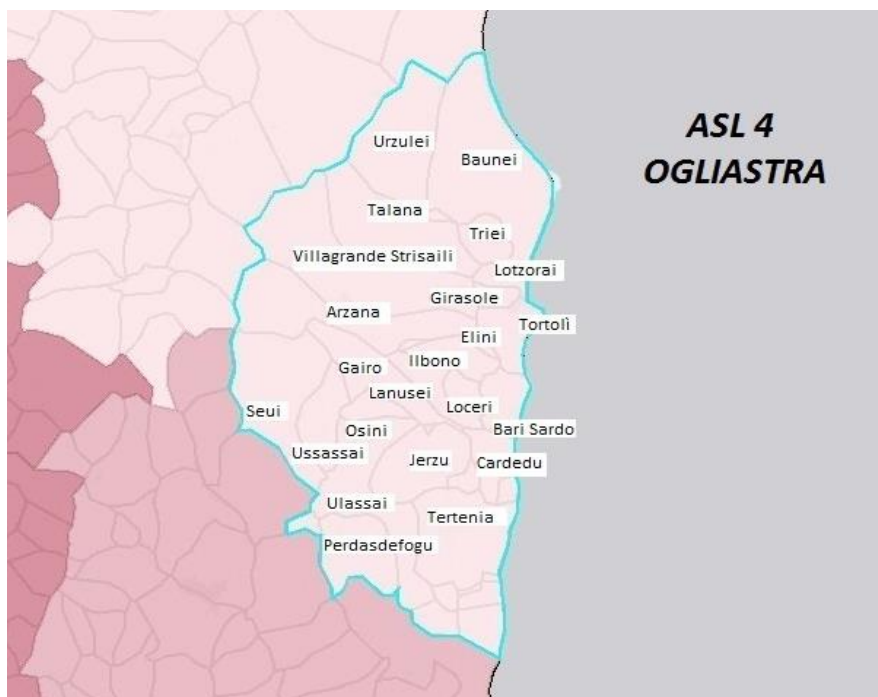 ASL 4
OGLIASTRA
Urzulei
Baunei
Talana
Triei
Villagrande Strisaili
Lotzorai
Girasole
Arzana
Tortolì
Elini
Ilbono
Gairo
Lanusei
Loceri
Seui
Osini
Bari Sardo
Ussassai
Jerzu
Cardedu
Ulassai
Tertenia
Perdasdefogu